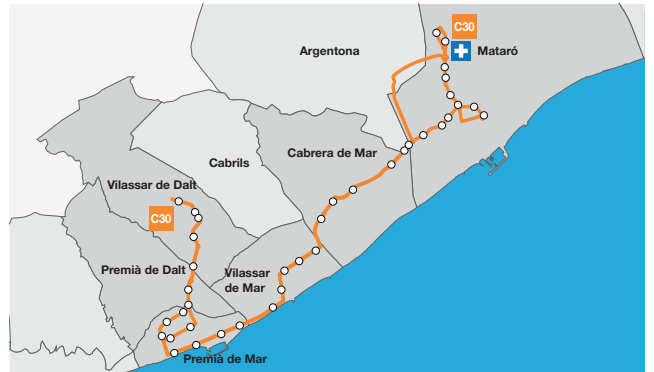 C30
Argentona
Mataró
Cabrera de Mar
Cabrils
Vilassar de Dalt
C30
Premià de Dalt
Vilassar
de Mar
Premià de Mar